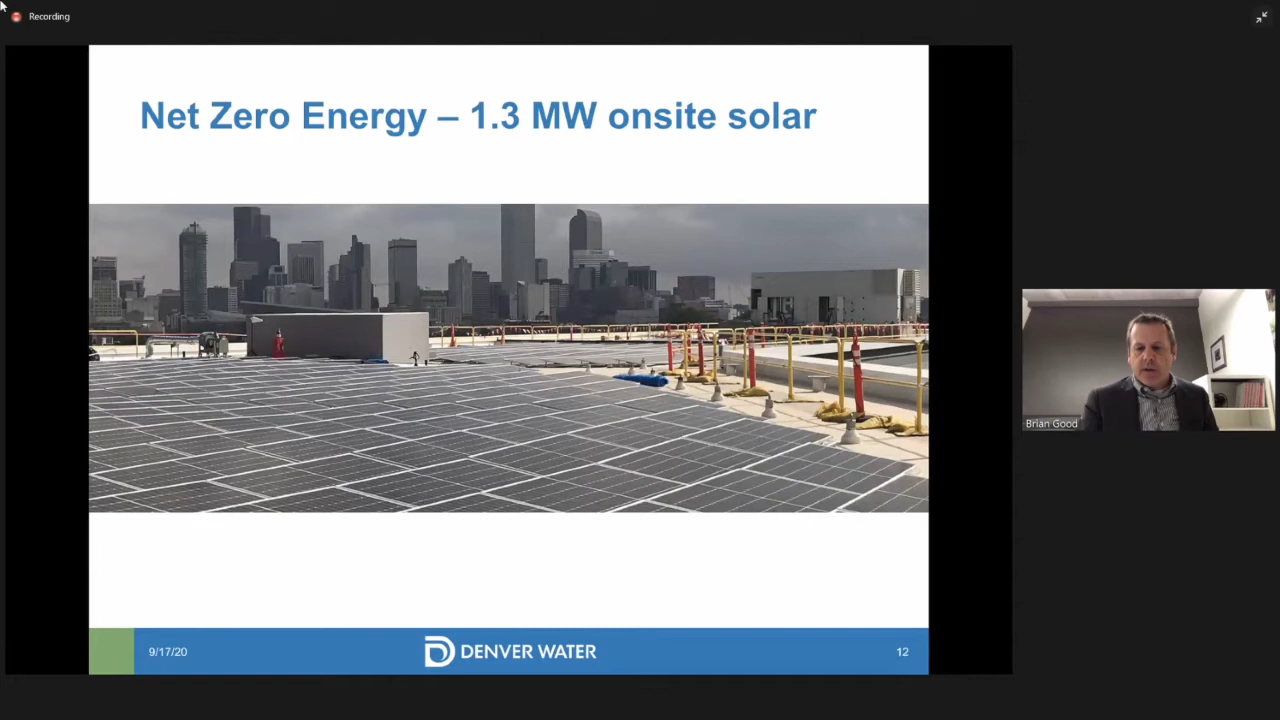 Recording
Net Zero Energy – 1.3 MW onsite solar
Brian Good
9/17/20
DENVER WATER
12